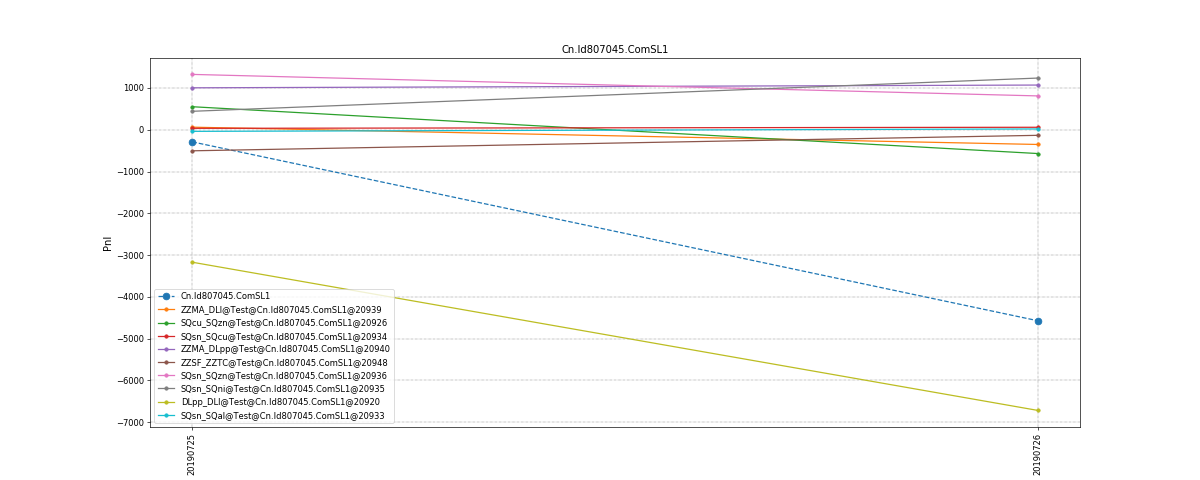 Cn.Id807045.ComSL1
1000
0
−1000
−2000
−3000
−4000
−5000
−6000
−7000
Pnl
Cn.Id807045.ComSL1
ZZMA_DLl@Test@Cn.Id807045.ComSL1@20939
SQcu_SQzn@Test@Cn.Id807045.ComSL1@20926
SQsn_SQcu@Test@Cn.Id807045.ComSL1@20934
ZZMA_DLpp@Test@Cn.Id807045.ComSL1@20940
ZZSF_ZZTC@Test@Cn.Id807045.ComSL1@20948
SQsn_SQzn@Test@Cn.Id807045.ComSL1@20936
SQsn_SQni@Test@Cn.Id807045.ComSL1@20935
DLpp_DLl@Test@Cn.Id807045.ComSL1@20920
SQsn_SQal@Test@Cn.Id807045.ComSL1@20933
20190725
20190726